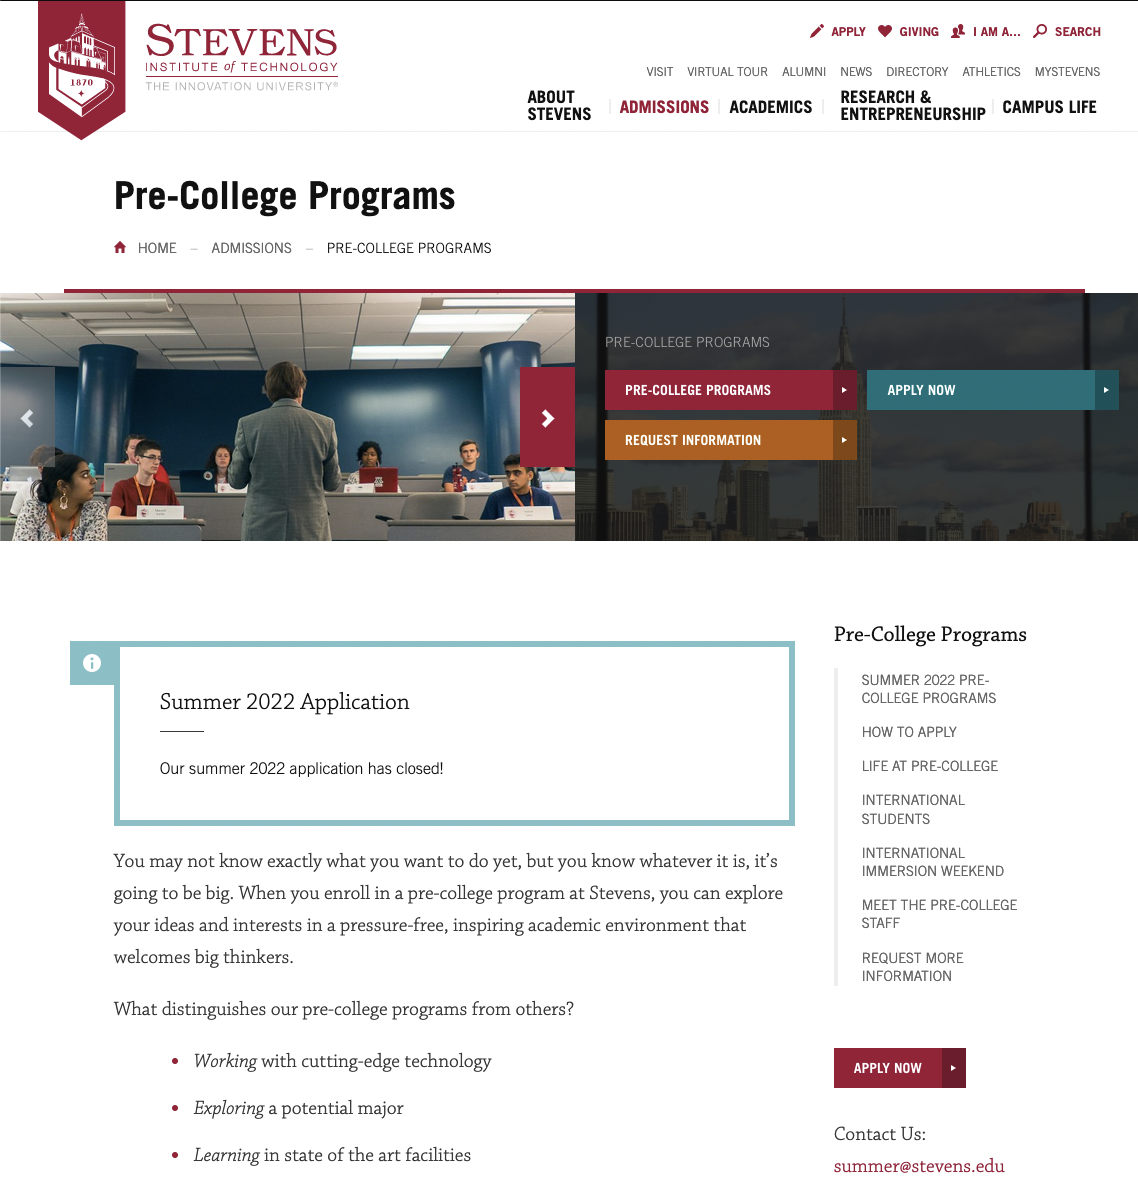 1870
STEVENS
INSTITUTE of TECHNOLOGY
THE INNOVATION UNIVERSITY®
APPLY GIVING I AM A... SEARCH
VISIT VIRTUAL TOUR ALUMNI NEWS DIRECTORY ATHLETICS MYSTEVENS
ABOUT
STEVENS
ADMISSIONS
ACADEMICS
RESEARCH &
ENTREPRENEURSHIP
CAMPUS LIFE
Pre-College Programs
HOME – ADMISSIONS – PRE-COLLEGE PROGRAMS
PRE-COLLEGE PROGRAMS
PRE-COLLEGE PROGRAMS
APPLY NOW
REQUEST INFORMATION
Summer 2022 Application
Our summer 2022 application has closed!
You may not know exactly what you want to do yet, but you know whatever it is, it’s
going to be big. When you enroll in a pre-college program at Stevens, you can explore
your ideas and interests in a pressure-free, inspiring academic environment that
welcomes big thinkers.
What distinguishes our pre-college programs from others?
• Working with cutting-edge technology
• Exploring a potential major
• Learning in state of the art facilities
Pre-College Programs
SUMMER 2022 PRE-
COLLEGE PROGRAMS
HOW TO APPLY
LIFE AT PRE-COLLEGE
INTERNATIONAL
STUDENTS
INTERNATIONAL
IMMERSION WEEKEND
MEET THE PRE-COLLEGE
STAFF
REQUEST MORE
INFORMATION
APPLY NOW
Contact Us:
summer@stevens.edu